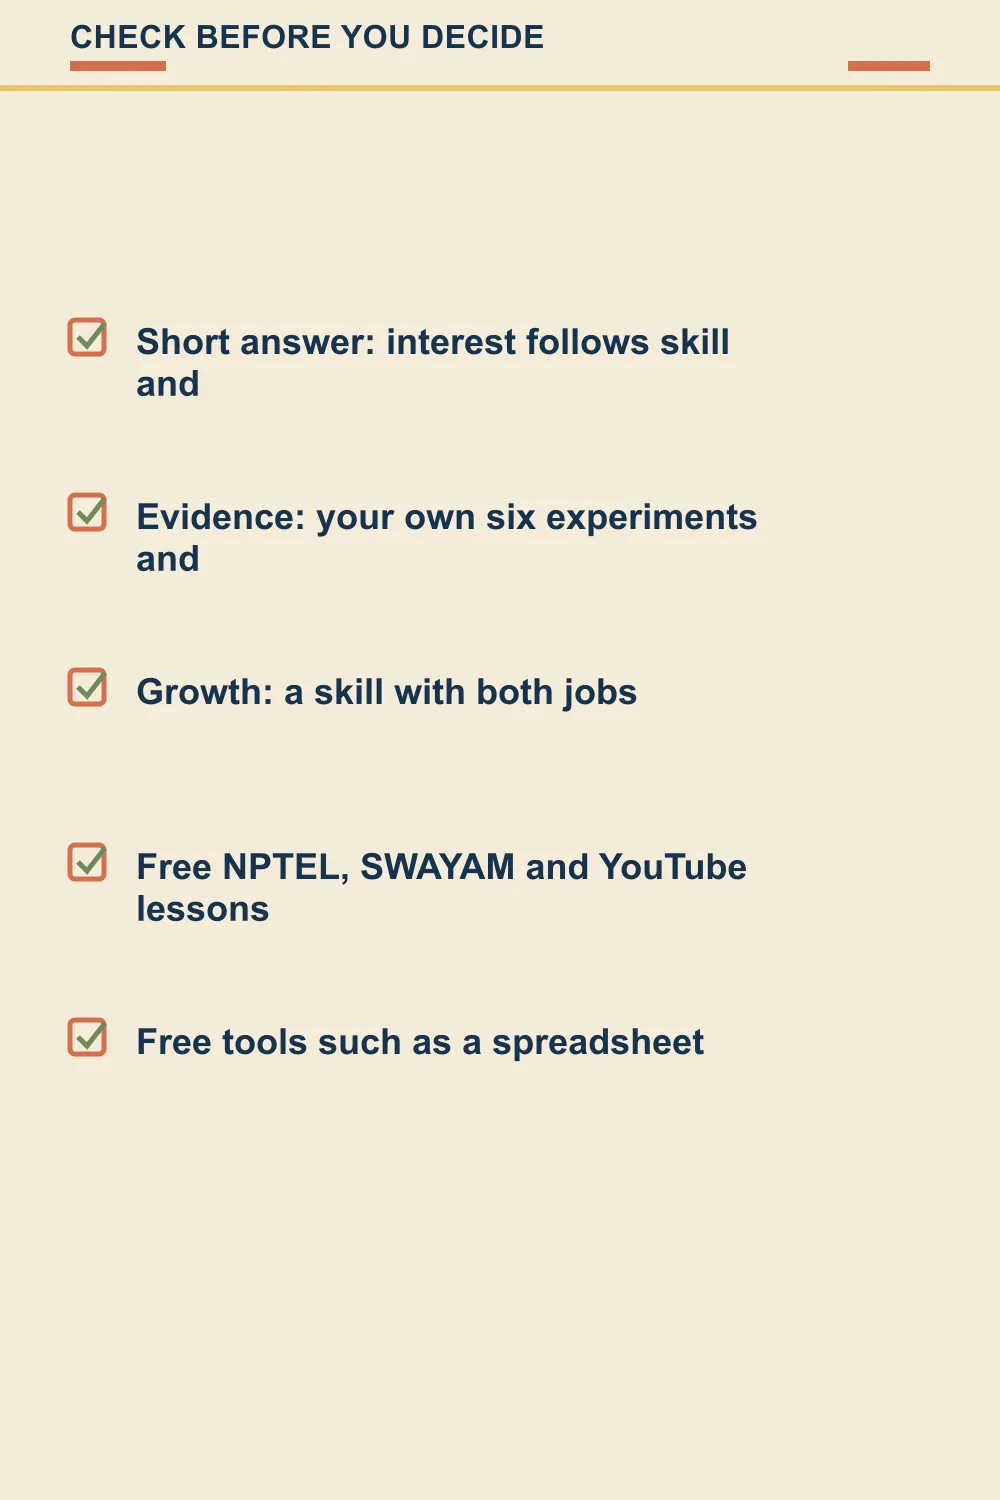 CHECK BEFORE YOU DECIDE
Short answer: interest follows skill
and
Evidence: your own six experiments
and
Growth: a skill with both jobs
Free NPTEL, SWAYAM and YouTube
lessons
Free tools such as a spreadsheet